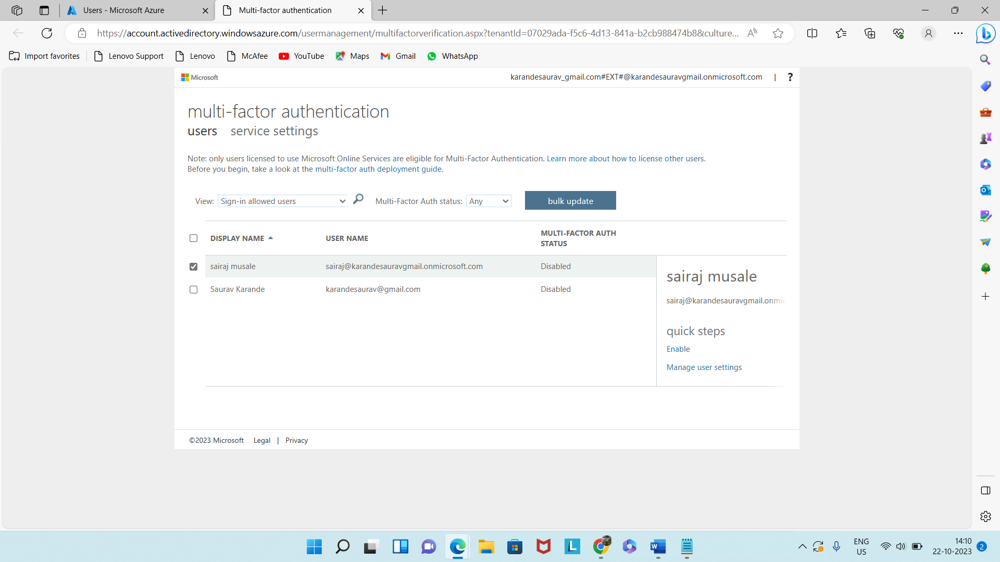 Users - Microsoft Azure
Multi-factor authentication
https://account.activedirectory.windowsazure.com/usermanagement/multifactorverification.aspx?tenantId=07029ada-f5c6-4d13-841a-b2cb988474b8&culture...
Import favorites
Lenovo Support
Lenovo
McAfee
YouTube
Maps
Gmail
WhatsApp
Microsoft
karandesaurav_gmail.com#EXT#@karandesauravgmail.onmicrosoft.com | ?
multi-factor authentication
users service settings
Note: only users licensed to use Microsoft Online Services are eligible for Multi-Factor Authentication. Learn more about how to license other users.
Before you begin, take a look at the multi-factor auth deployment guide.
View: Sign-in allowed users Multi-Factor Auth status: Any bulk update
DISPLAY NAME USER NAME MULTI-FACTOR AUTH
STATUS
sairaj musale sairaj@karandesauravgmail.onmicrosoft.com Disabled
Saurav Karande karandesaurav@gmail.com Disabled
sairaj musale
sairaj@karandesauravgmail.onmic
quick steps
Enable
Manage user settings
©2023 Microsoft Legal | Privacy
ENG
US
14:10
22-10-2023
2